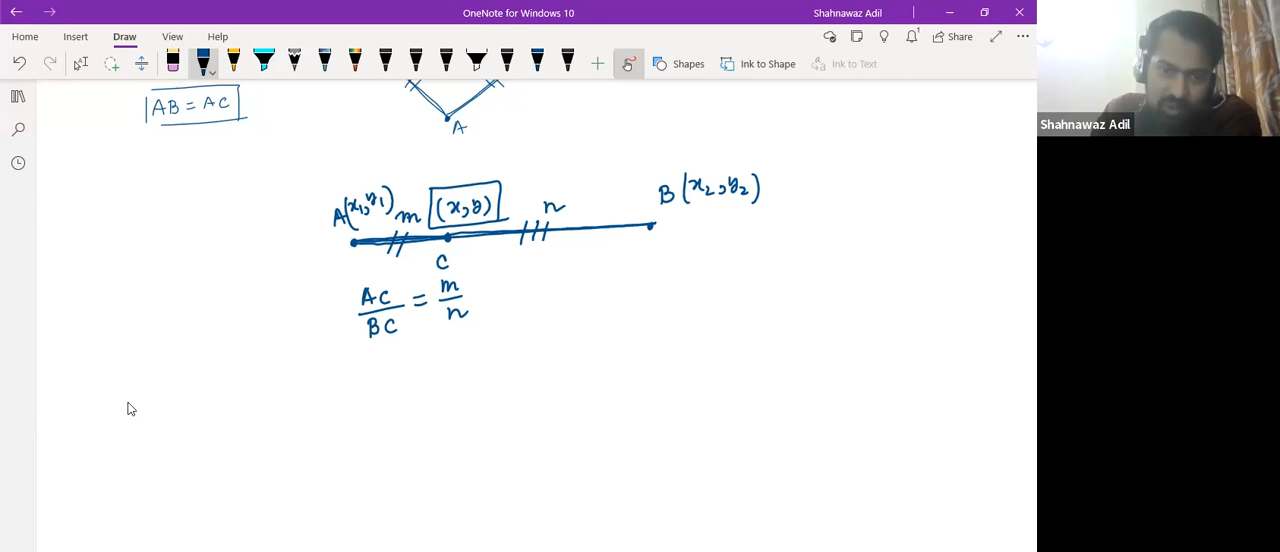 OneNote for Windows 10
Shahnawaz Adil
Home Insert Draw View Help
Share
Shapes Ink to Shape Ink to Text
Shahnawaz Adil
AB = AC
A
A(x₁,y₁) m (x,y) n B(x₂,y₂)
C
AC/BC = m/n